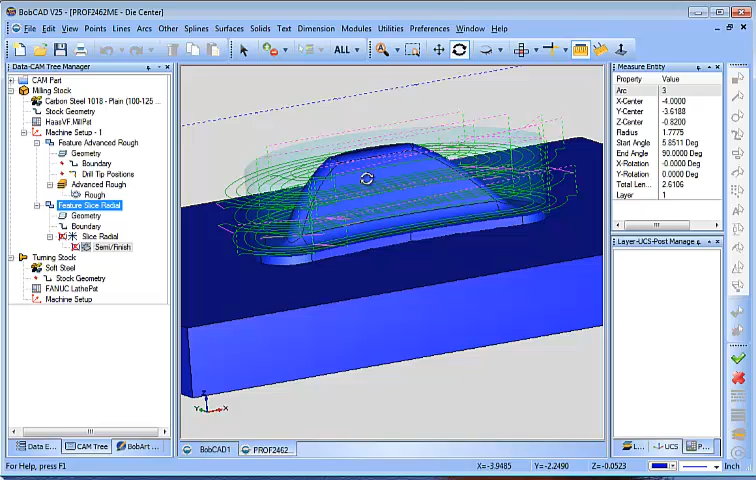 BobCAD V25 - [PROF2462ME - Die Center]
File Edit View Points Lines Arcs Other Splines Surfaces Solids Text Dimension Modules Utilities Preferences Window Help
ALL
Data-CAM Tree Manager
CAM Part
Milling Stock
Carbon Steel 1018 - Plain (100-125 ...
Stock Geometry
HaasVF.MillPst
Machine Setup - 1
Feature Advanced Rough
Geometry
Boundary
Drill Tip Positions
Advanced Rough
Rough
Feature Slice Radial
Geometry
Boundary
Slice Radial
Semi/Finish
Turning Stock
Soft Steel
Stock Geometry
FANUC LathePst
Machine Setup
Data E...
CAM Tree
BobArt ...
X
Y
Z
BobCAD1
PROF2462...
Measure Entity
Property Value
Arc 3
X-Center -4.0000
Y-Center -3.6188
Z-Center -0.8200
Radius 1.7775
Start Angle 5.8511 Deg
End Angle 90.0000 Deg
X-Rotation -0.0000 Deg
Y-Rotation 0.0000 Deg
Total Len... 2.6106
Layer 1
Layer-UCS-Post Manage
L...
UCS
P...
For Help, press F1
X=-3.9485 Y=-2.2490 Z=-0.0523
Inch